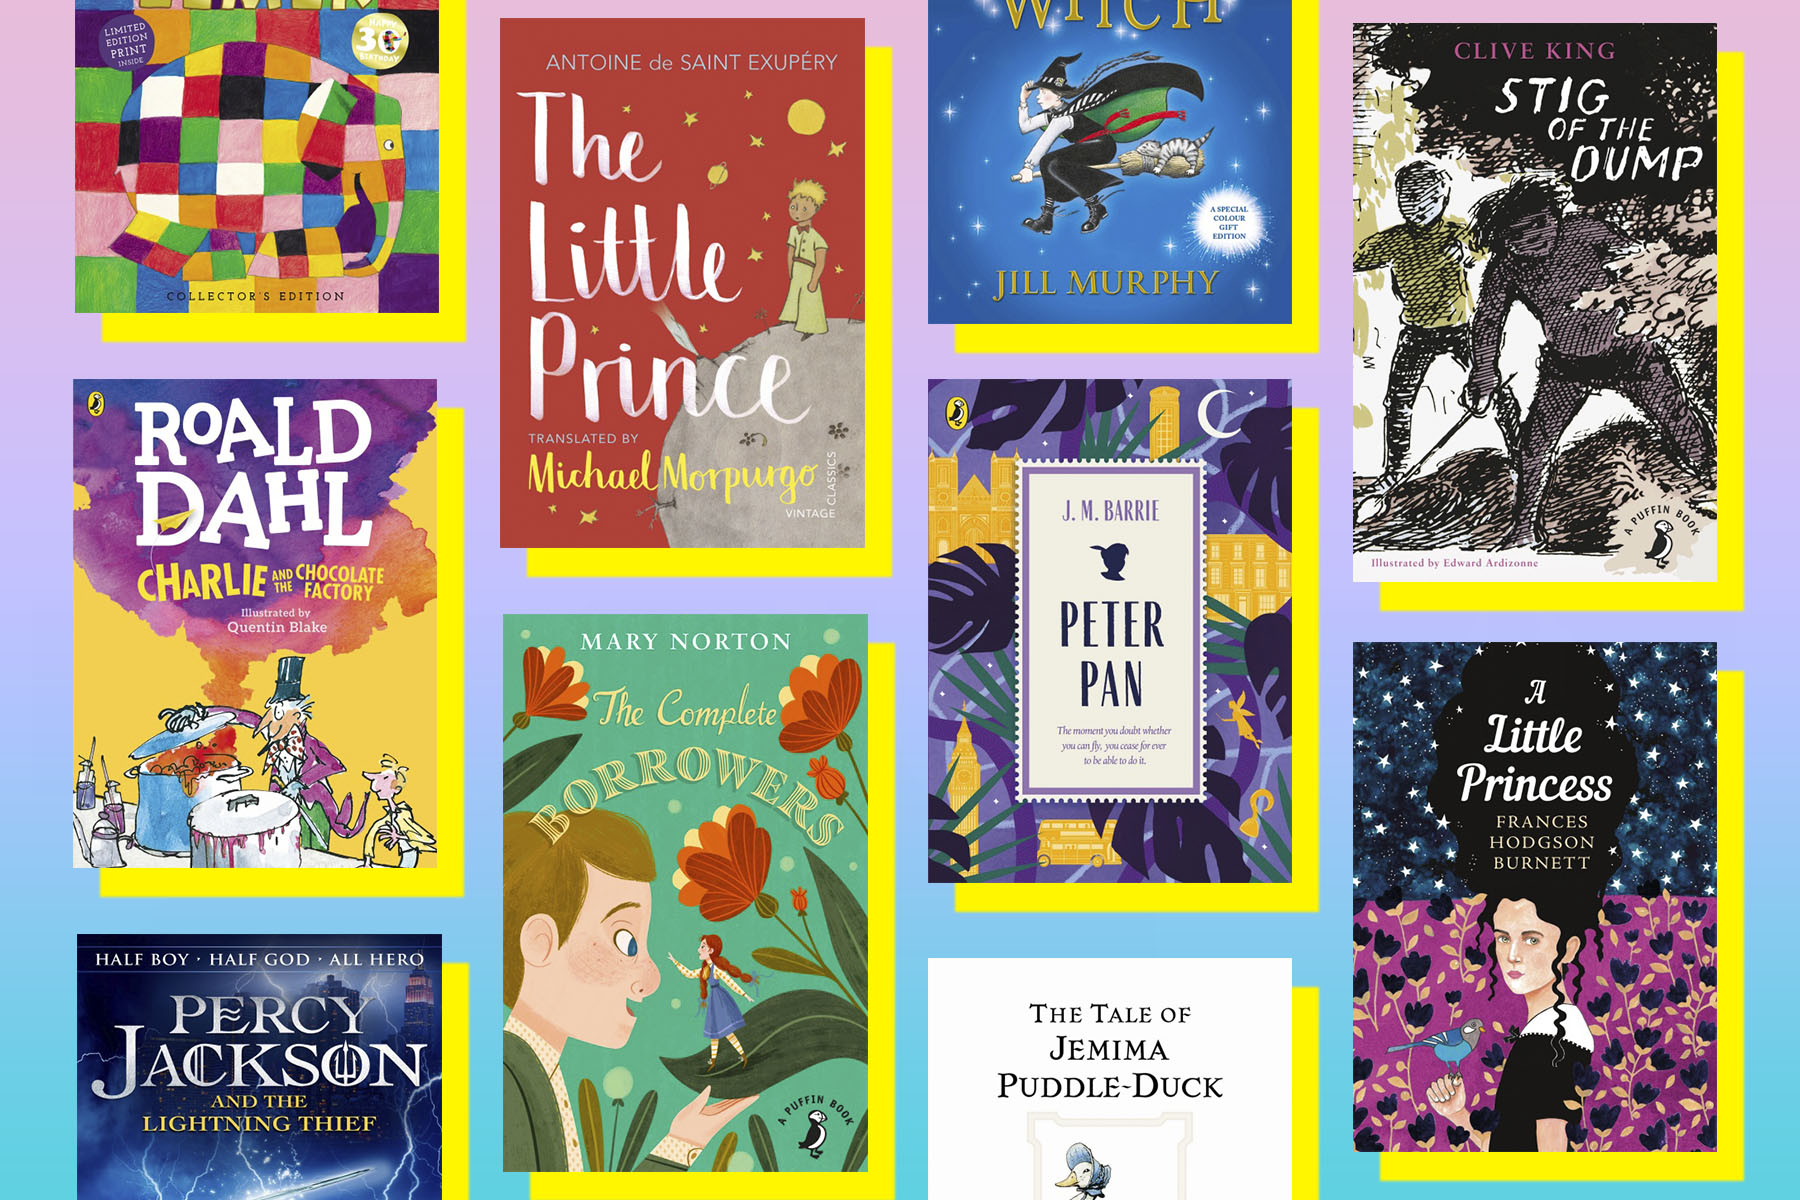 LIMITED
EDITION
PRINT
INSIDE
HAPPY
30
BIRTHDAY
COLLECTOR'S EDITION
ROALD
DAHL
CHARLIE AND THE CHOCOLATE
FACTORY
Illustrated by
Quentin Blake
HALF BOY · HALF GOD · ALL HERO
PERCY
JACKSON
AND THE
LIGHTNING THIEF
ANTOINE de SAINT EXUPÉRY
The
Little
Prince
TRANSLATED BY
Michael Morpurgo
VINTAGE
CLASSICS
MARY NORTON
The Complete
BORROWERS
A PUFFIN BOOK
WITCH
A SPECIAL
COLOUR
GIFT
EDITION
JILL MURPHY
J. M. BARRIE
PETER
PAN
The moment you doubt whether
you can fly, you cease for ever
to be able to do it.
THE TALE OF
JEMIMA
PUDDLE-DUCK
CLIVE KING
STIG
OF THE
DUMP
A PUFFIN BOOK
Illustrated by Edward Ardizonne
A
Little
Princess
FRANCES
HODGSON
BURNETT